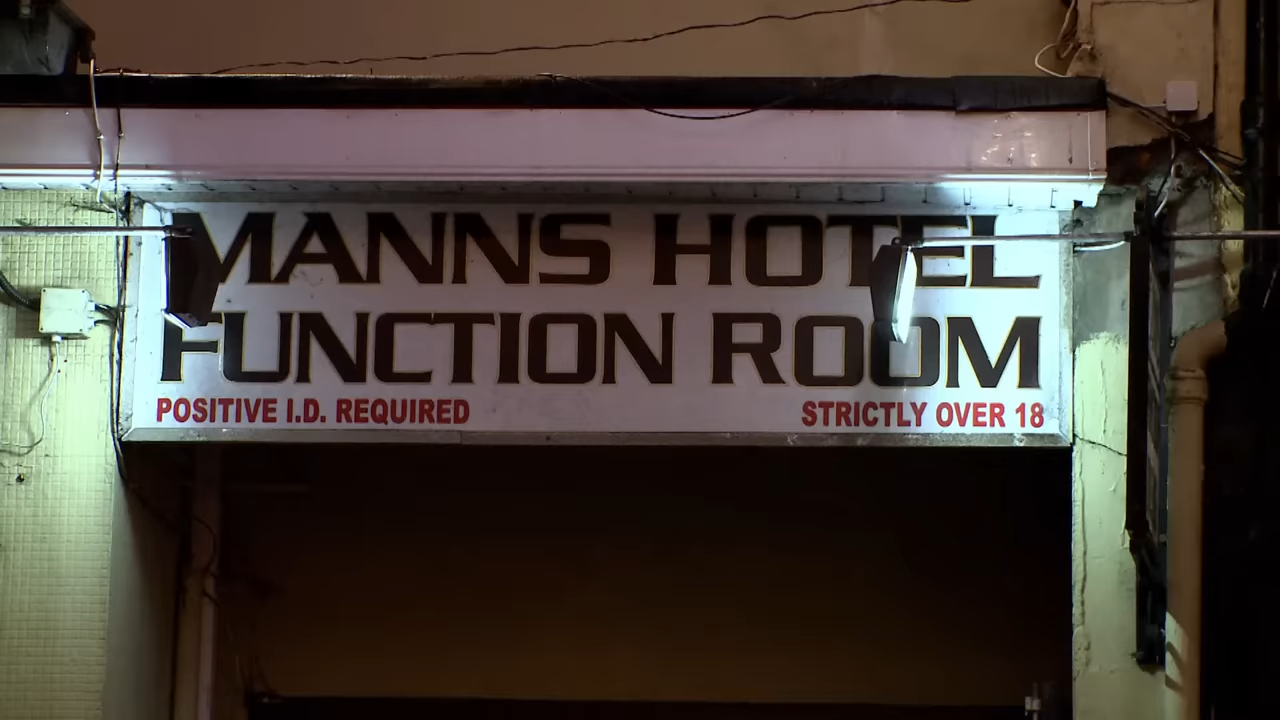 MANNS HOTEL
FUNCTION ROOM
POSITIVE I.D. REQUIRED STRICTLY OVER 18